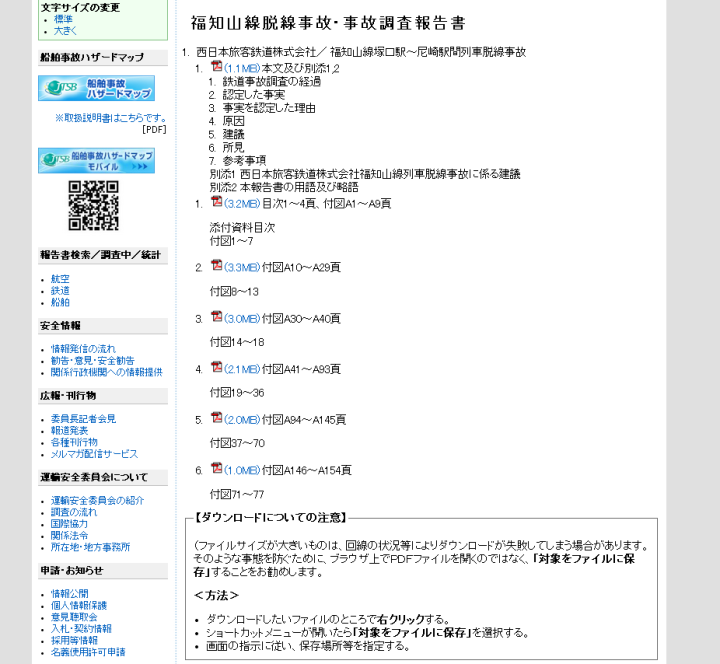 文字サイズの変更
標準
大きく
船舶事故ハザードマップ
JTSB 船舶事故
ハザードマップ
※取扱説明書はこちらです。
[PDF]
JTSB 船舶事故ハザードマップ
モバイル >>>
報告書検索／調査中／統計
航空
鉄道
船舶
安全情報
情報発信の流れ
勧告・意見・安全勧告
関係行政機関への情報提供
広報・刊行物
委員長記者会見
報道発表
各種刊行物
メルマガ配信サービス
運輸安全委員会について
運輸安全委員会の紹介
調査の流れ
国際協力
関係法令
所在地・地方事務所
申請・お知らせ
情報公開
個人情報保護
意見聴取会
入札・契約情報
採用等情報
名義使用許可申請
福知山線脱線事故・事故調査報告書
1. 西日本旅客鉄道株式会社／ 福知山線塚口駅～尼崎駅間列車脱線事故
1. (1.1MB)本文及び別添1,2
1. 鉄道事故調査の経過
2. 認定した事実
3. 事実を認定した理由
4. 原因
5. 建議
6. 所見
7. 参考事項
別添1 西日本旅客鉄道株式会社福知山線列車脱線事故に係る建議
別添2 本報告書の用語及び略語
1. (3.2MB)目次1～4頁、付図A1～A9頁
添付資料目次
付図1～7
2. (3.3MB)付図A10～A29頁
付図8～13
3. (3.0MB)付図A30～A40頁
付図14～18
4. (2.1MB)付図A41～A93頁
付図19～36
5. (2.0MB)付図A94～A145頁
付図37～70
6. (1.0MB)付図A146～A154頁
付図71～77
【ダウンロードについての注意】
(ファイルサイズが大きいものは、回線の状況等によりダウンロードが失敗してしまう場合があります。
そのような事態を防ぐために、ブラウザ上でPDFファイルを開くのではなく、「対象をファイルに保
存」することをお勧めします。
＜方法＞
ダウンロードしたいファイルのところで右クリックする。
ショートカットメニューが開いたら「対象をファイルに保存」を選択する。
画面の指示に従い、保存場所等を指定する。